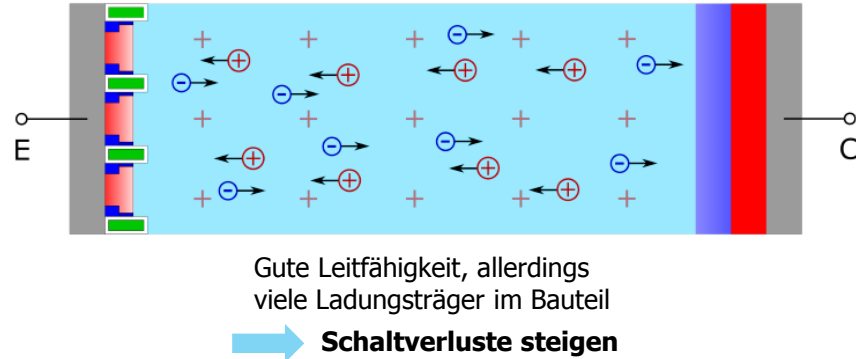 E
C
Gute Leitfähigkeit, allerdings
viele Ladungsträger im Bauteil
Schaltverluste steigen